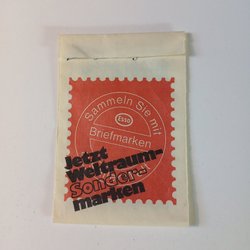 Sammeln Sie mit
Esso
Briefmarken
Jetzt
Weltraum-
Sonder-
marken